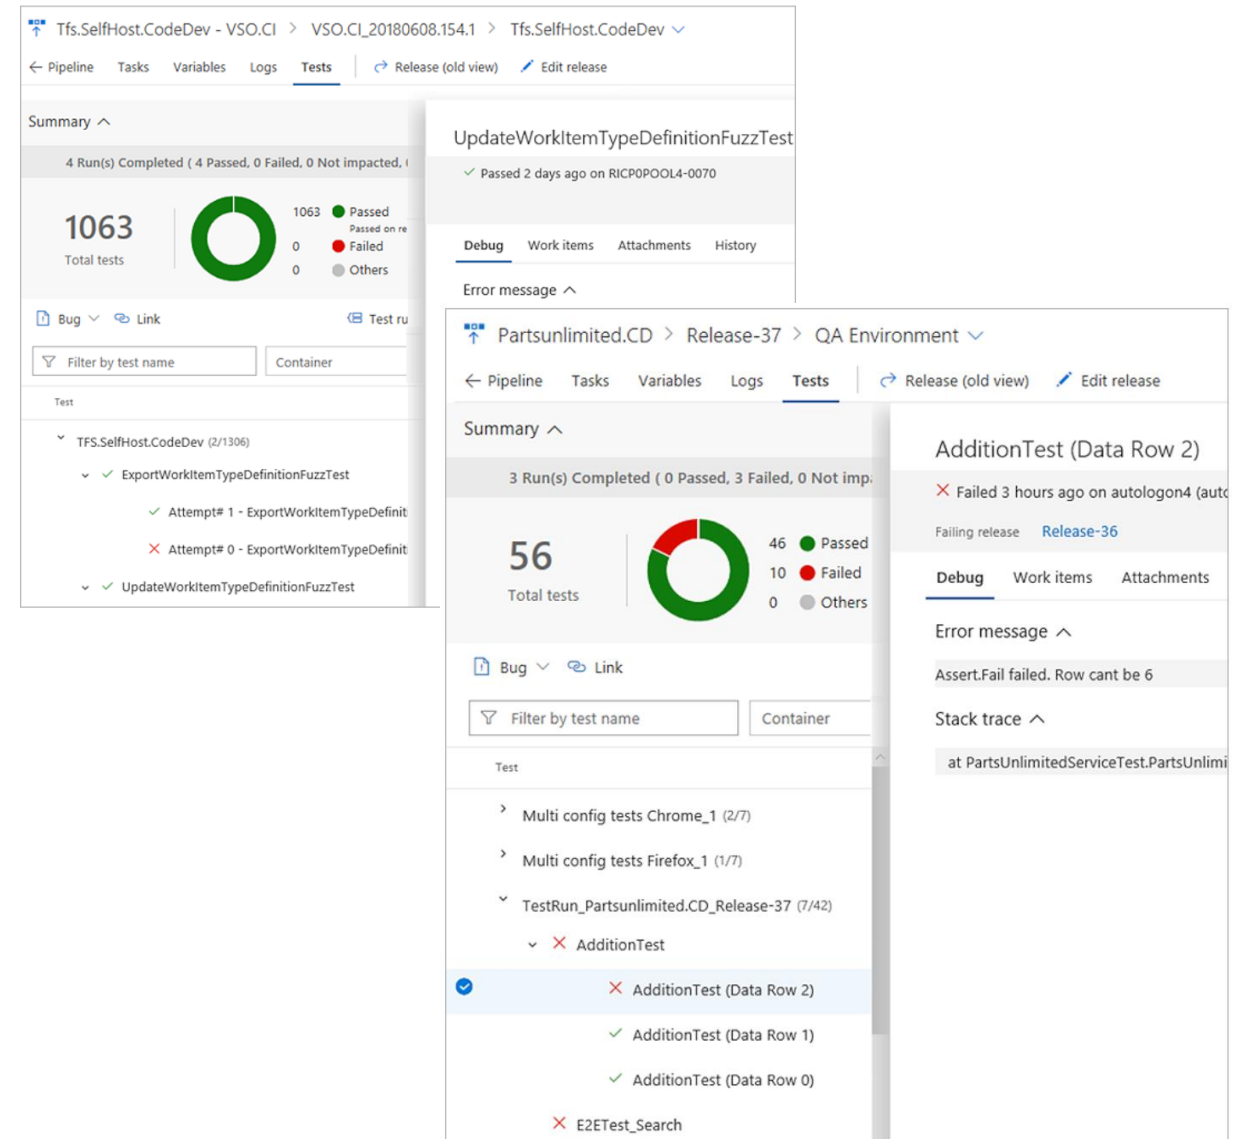 Tfs.SelfHost.CodeDev - VSO.CI > VSO.CI_20180608.154.1 > Tfs.SelfHost.CodeDev
Pipeline Tasks Variables Logs Tests Release (old view) Edit release
Summary
4 Run(s) Completed ( 4 Passed, 0 Failed, 0 Not impacted, (
1063
Total tests
1063 Passed
Passed on re
0 Failed
0 Others
Bug Link Test ru
Filter by test name Container
Test
TFS.SelfHost.CodeDev (2/1306)
ExportWorkItemTypeDefinitionFuzzTest
Attempt# 1 - ExportWorkItemTypeDefiniti
Attempt# 0 - ExportWorkItemTypeDefiniti
UpdateWorkItemTypeDefinitionFuzzTest
UpdateWorkItemTypeDefinitionFuzzTest
Passed 2 days ago on RICP0POOL4-0070
Debug Work items Attachments History
Error message
Partsunlimited.CD > Release-37 > QA Environment
Pipeline Tasks Variables Logs Tests Release (old view) Edit release
Summary
3 Run(s) Completed ( 0 Passed, 3 Failed, 0 Not impa
56
Total tests
46 Passed
10 Failed
0 Others
Bug Link
Filter by test name Container
Test
Multi config tests Chrome_1 (2/7)
Multi config tests Firefox_1 (1/7)
TestRun_Partsunlimited.CD_Release-37 (7/42)
AdditionTest
AdditionTest (Data Row 2)
AdditionTest (Data Row 1)
AdditionTest (Data Row 0)
E2ETest_Search
AdditionTest (Data Row 2)
Failed 3 hours ago on autologon4 (auto
Failing release Release-36
Debug Work items Attachments
Error message
Assert.Fail failed. Row cant be 6
Stack trace
at PartsUnlimitedServiceTest.PartsUnlimi